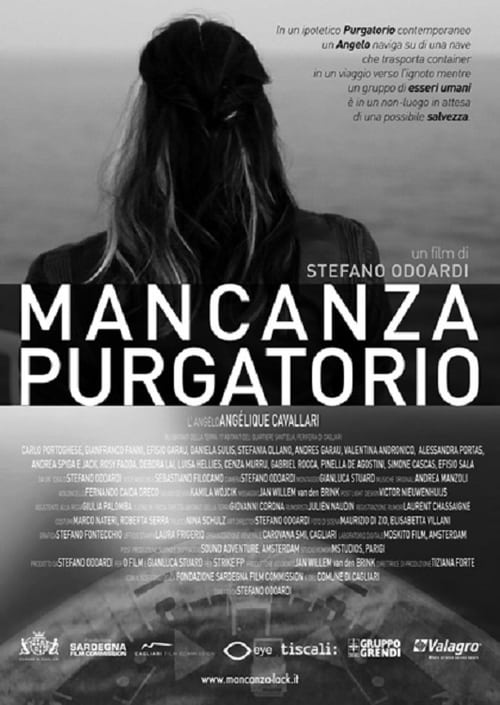 In un ipotetico Purgatorio contemporaneo
un Angelo naviga su di una nave
che trasporta container
in un viaggio verso l'ignoto mentre
un gruppo di esseri umani
è in un non-luogo in attesa
di una possibile salvezza.
un film di
STEFANO ODOARDI
MANCANZA
PURGATORIO
L'ANGELO ANGÉLIQUE CAVALLARI
CARLO PORTOGHESE, GIANFRANCO FANNI, EFISIO GARAU, DANIELA SULIS, STEFANIA OLLANO, ANDRES GARAU, VALENTINA ANDRONICO, ALESSANDRA PORTAS,
ANDREA SPIGA E JACK, ROSY FADDA, DEBORA LAI, LUISA HELLIES, CENZA MURRU, GABRIEL ROCCA, PINELLA DE AGOSTINI, SIMONE CASCAS, EFISIO SALA
STEFANO ODOARDI SEBASTIANO FILOCAMO STEFANO ODOARDI GIANLUCA STUARD ANDREA MANZOLI
FERNANDO CAIDA GRECO KAMILA WÓJCIK JAN WILLEM van den BRINK VICTOR NIEUWENHUIJS
GIULIA PALOMBA GIOVANNI CORONA JULIEN NAUDIN LAURENT CHASSAIGNE
MARCO NATERI, ROBERTA SERRA NINA SCHULZ STEFANO ODOARDI MAURIZIO DI ZIO, ELISABETTA VILLANI
STEFANO FONTECCHIO LAURA FRIGERIO CAROVANA SMI, CAGLIARI MOSKITO FILM, AMSTERDAM
SOUND ADVENTURE, AMSTERDAM MSTUDIOS, PARIGI
STEFANO ODOARDI PER O FILM E GIANLUCA STUARD PER STRIKE FP JAN WILLEM van den BRINK TIZIANA FORTE
FONDAZIONE SARDEGNA FILM COMMISSION E COMUNE DI CAGLIARI
STEFANO ODOARDI
SARDEGNA
FILM COMMISSION
CAGLIARI FILM COMMISSION
eye
tiscali:
GRUPPO
GRENDI
Valagro
www.mancanza-lack.it